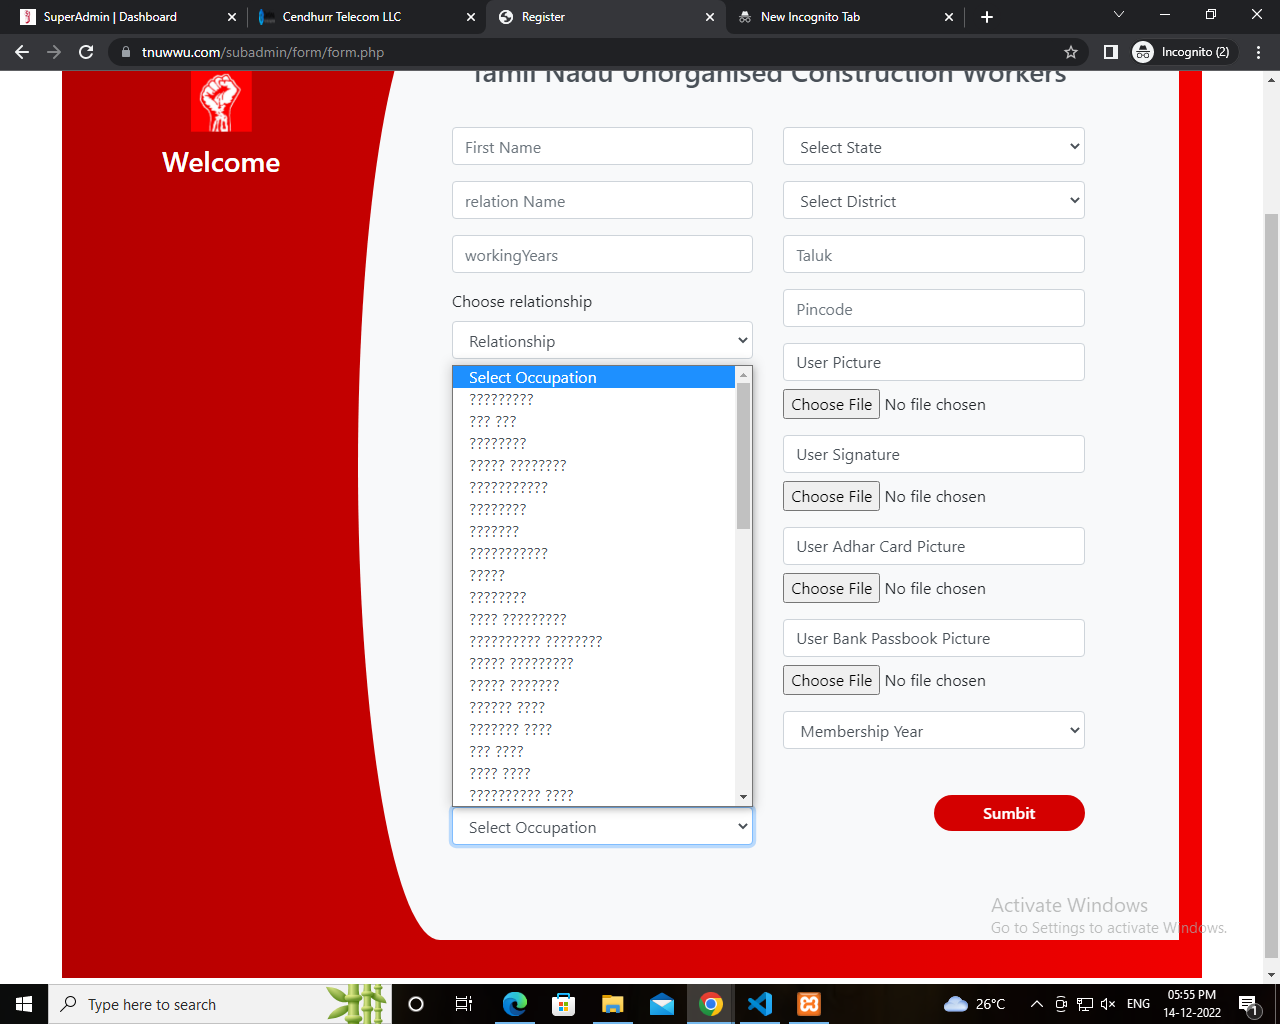 SuperAdmin | Dashboard
Cendhurr Telecom LLC
Register
New Incognito Tab
tnuwwu.com/subadmin/form/form.php
Incognito (2)
Tamil Nadu Unorganised Construction Workers
Welcome
First Name
relation Name
workingYears
Choose relationship
Relationship
Select Occupation
?????????
??? ???
????????
????? ????????
???????????
????????
???????
???????????
?????
????????
???? ?????????
?????????? ????????
????? ?????????
????? ???????
?????? ????
??????? ????
??? ????
???? ????
?????????? ????
Select Occupation
Select State
Select District
Taluk
Pincode
User Picture
Choose File No file chosen
User Signature
Choose File No file chosen
User Adhar Card Picture
Choose File No file chosen
User Bank Passbook Picture
Choose File No file chosen
Membership Year
Sumbit
Activate Windows
Go to Settings to activate Windows.
Type here to search
26°C
ENG
05:55 PM
14-12-2022
1